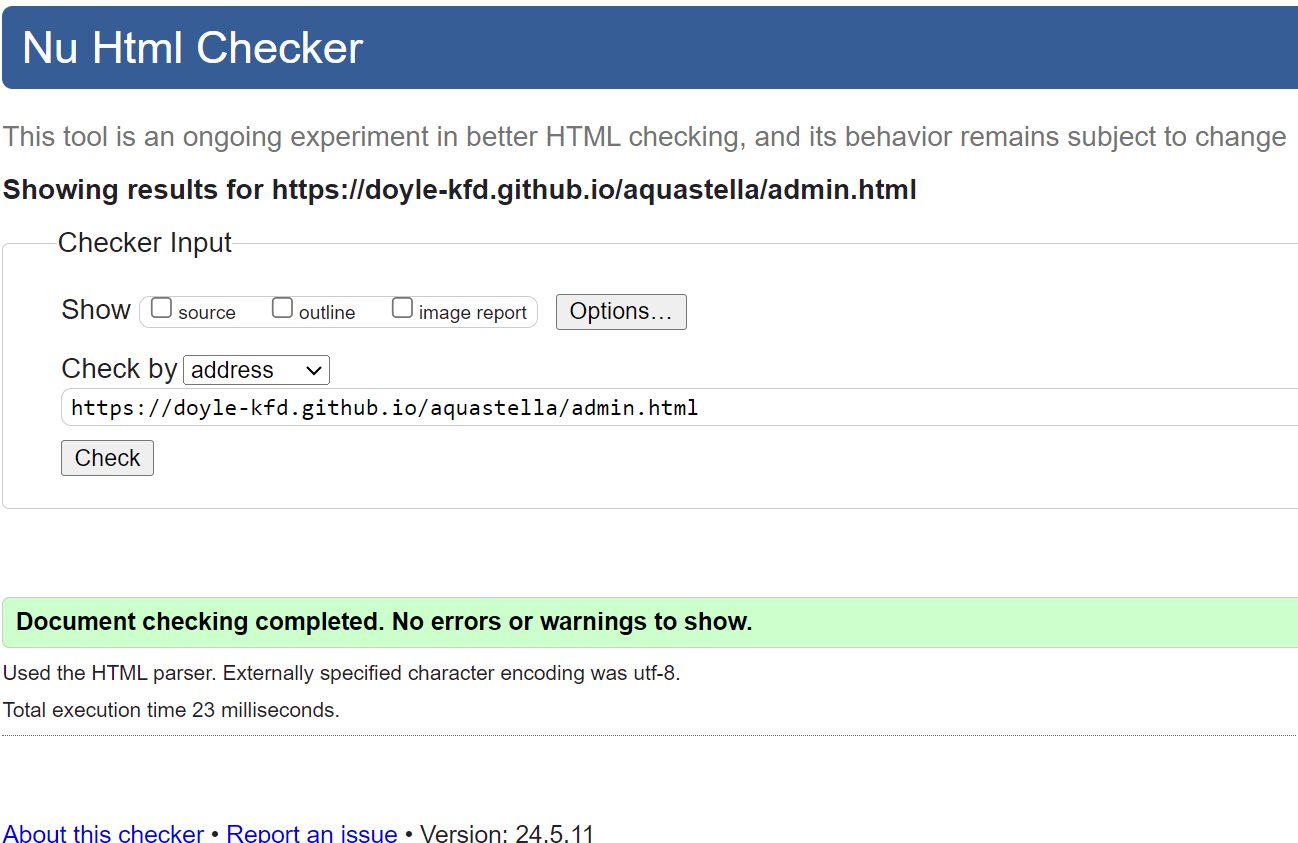 Nu Html Checker
This tool is an ongoing experiment in better HTML checking, and its behavior remains subject to change
Showing results for https://doyle-kfd.github.io/aquastella/admin.html
Checker Input
Show source outline image report Options…
Check by address
https://doyle-kfd.github.io/aquastella/admin.html
Check
Document checking completed. No errors or warnings to show.
Used the HTML parser. Externally specified character encoding was utf-8.
Total execution time 23 milliseconds.
About this checker • Report an issue • Version: 24.5.11